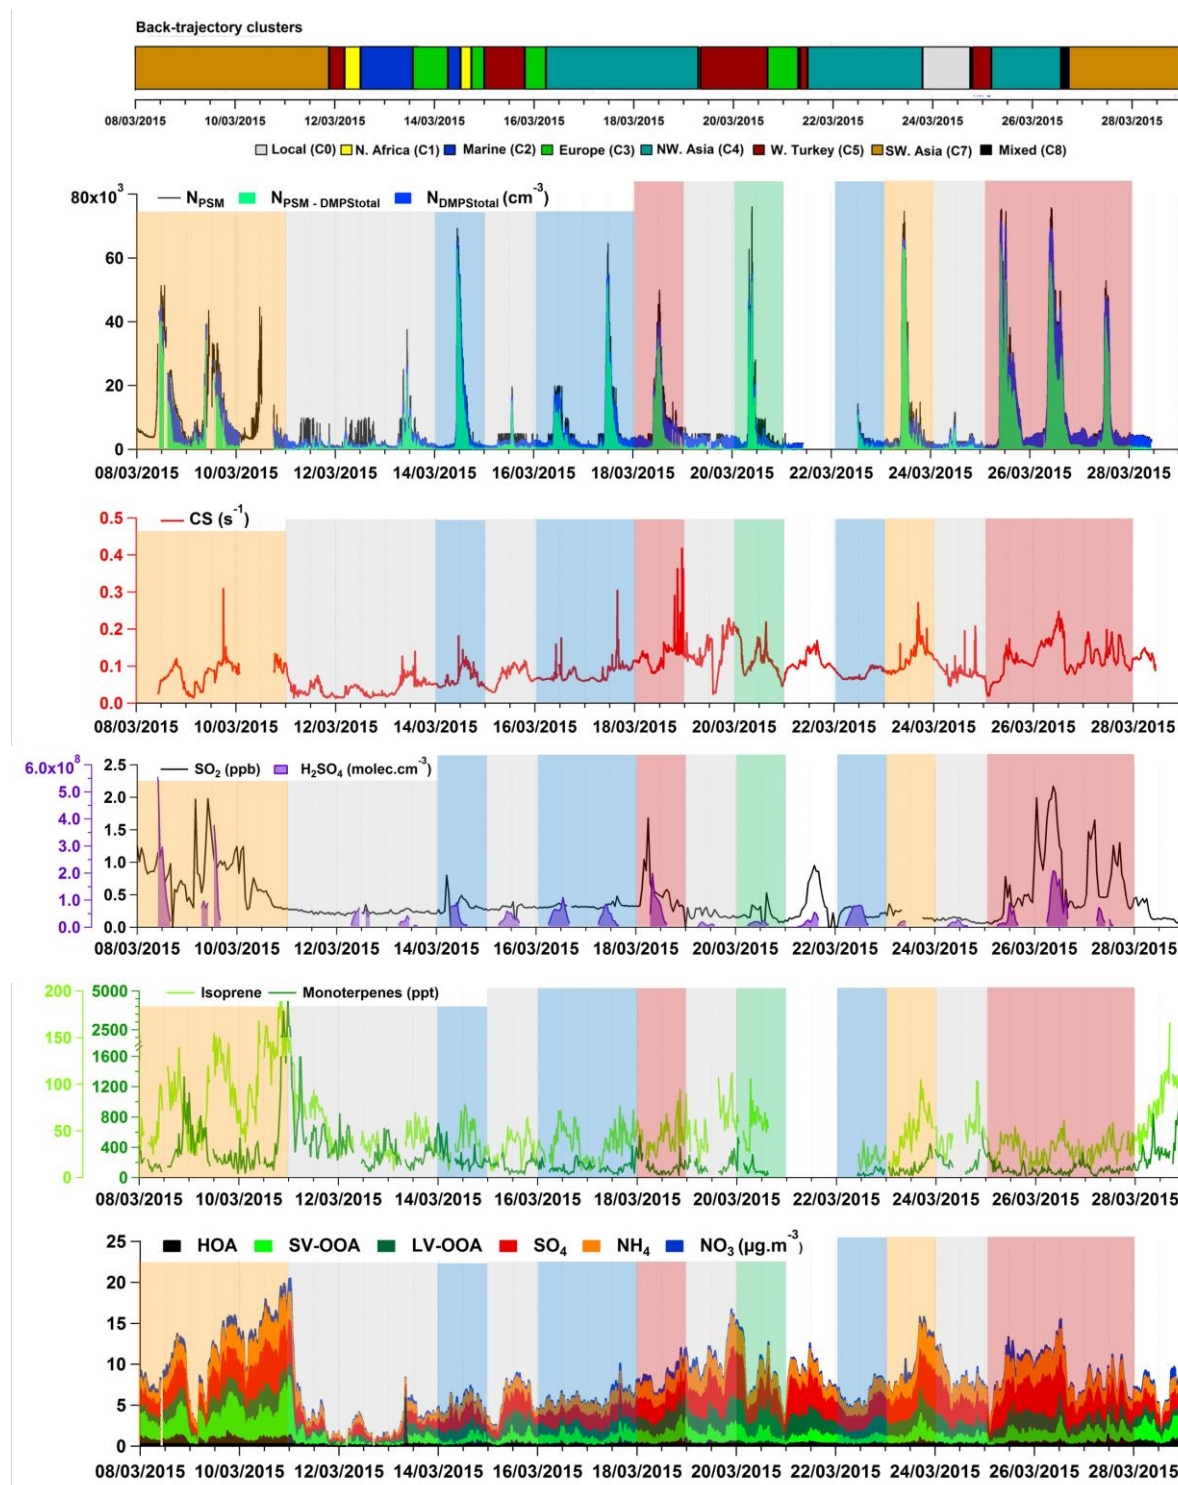 Back-trajectory clusters
08/03/2015 10/03/2015 12/03/2015 14/03/2015 16/03/2015 18/03/2015 20/03/2015 22/03/2015 24/03/2015 26/03/2015 28/03/2015
Local (C0) N. Africa (C1) Marine (C2) Europe (C3) NW. Asia (C4) W. Turkey (C5) SW. Asia (C7) Mixed (C8)
80x10³ N_PSM N_PSM - DMPStotal N_DMPStotal (cm⁻³)
60
40
20
0
08/03/2015 10/03/2015 12/03/2015 14/03/2015 16/03/2015 18/03/2015 20/03/2015 22/03/2015 24/03/2015 26/03/2015 28/03/2015
0.5 CS (s⁻¹)
0.4
0.3
0.2
0.1
0.0
08/03/2015 10/03/2015 12/03/2015 14/03/2015 16/03/2015 18/03/2015 20/03/2015 22/03/2015 24/03/2015 26/03/2015 28/03/2015
6.0x10⁸ 2.5 SO₂ (ppb) H₂SO₄ (molec.cm⁻³)
5.0 2.0
4.0 1.5
3.0
2.0 1.0
1.0 0.5
0.0 0.0
08/03/2015 10/03/2015 12/03/2015 14/03/2015 16/03/2015 18/03/2015 20/03/2015 22/03/2015 24/03/2015 26/03/2015 28/03/2015
200 5000 Isoprene Monoterpenes (ppt)
150 2500
1600
100 1200
50 800
400
0 0
08/03/2015 10/03/2015 12/03/2015 14/03/2015 16/03/2015 18/03/2015 20/03/2015 22/03/2015 24/03/2015 26/03/2015 28/03/2015
25 HOA SV-OOA LV-OOA SO₄ NH₄ NO₃ (µg.m⁻³)
20
15
10
5
0
08/03/2015 10/03/2015 12/03/2015 14/03/2015 16/03/2015 18/03/2015 20/03/2015 22/03/2015 24/03/2015 26/03/2015 28/03/2015